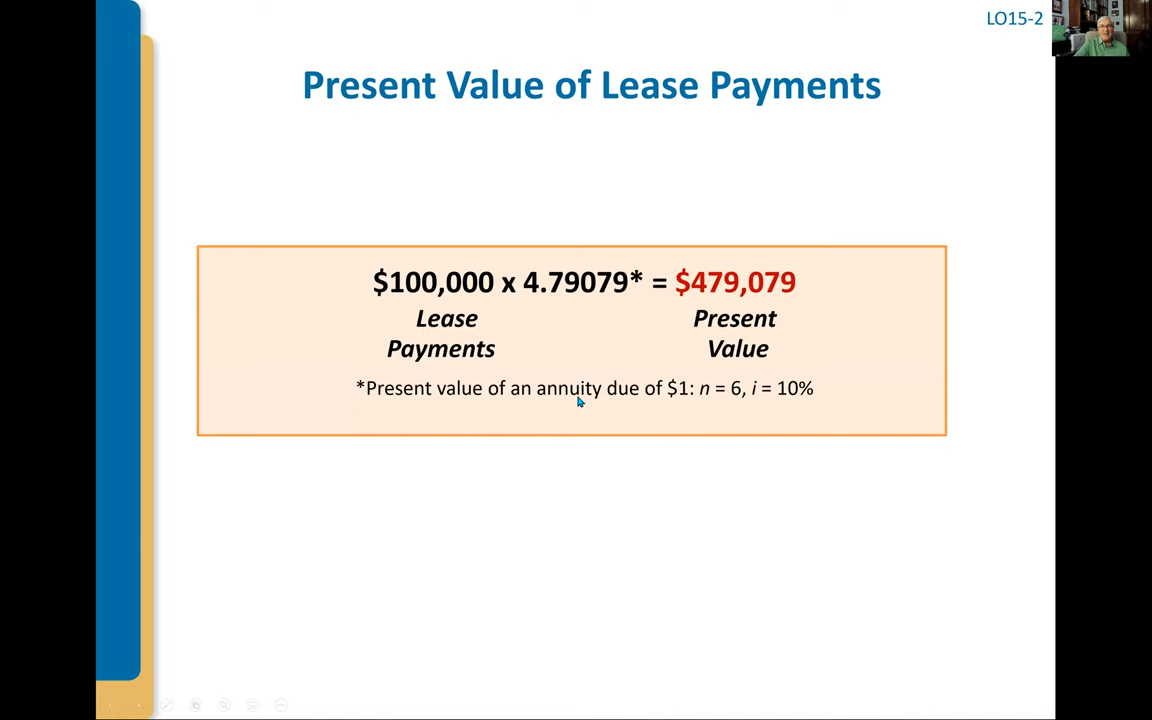 LO15-2
Present Value of Lease Payments
$100,000 x 4.79079* = $479,079
Lease Present
Payments Value
*Present value of an annuity due of $1: n = 6, i = 10%